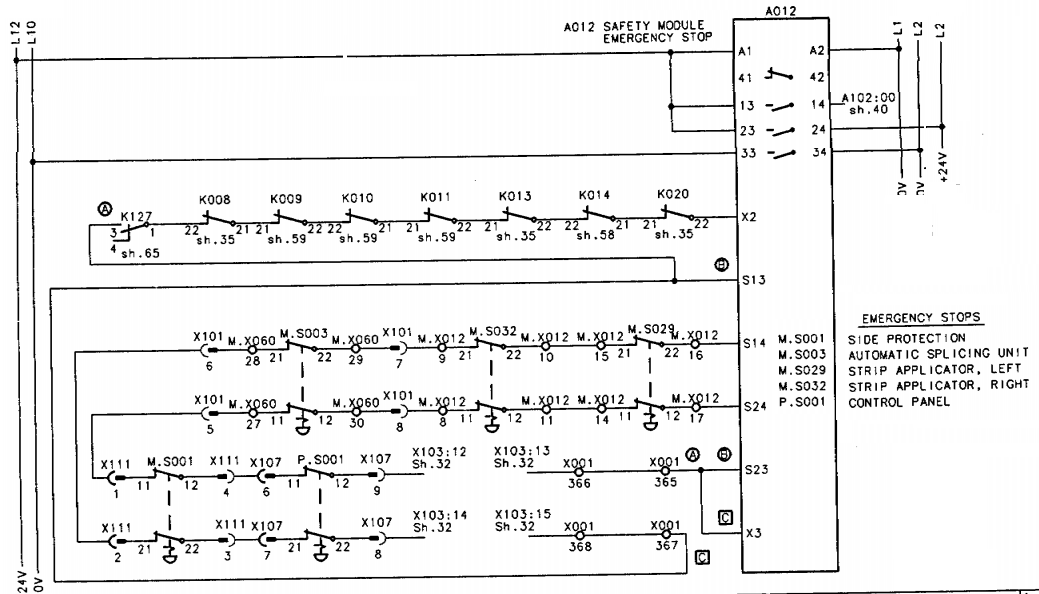 A012
L12
L10
A012 SAFETY MODULE
EMERGENCY STOP
L1
L2
L2
A1 A2
41 42
13 14 A102:00
sh.40
23 24
33 34
0V
0V
+24V
K008 K009 K010 K011 K013 K014 K020
A K127
X2
3 1 22 21 21 22 22 21 21 22 22 21 22 21 21 22
4 sh.65 sh.35 sh.59 sh.59 sh.59 sh.35 sh.58 sh.35
B
S13
EMERGENCY STOPS
X101 M.X060 M.S003 M.X060 X101 M.X012 M.S032 M.X012 M.X012 M.S029 M.X012 S14
6 28 21 22 29 7 9 21 22 10 15 21 22 16
M.S001 SIDE PROTECTION
M.S003 AUTOMATIC SPLICING UNIT
M.S029 STRIP APPLICATOR, LEFT
M.S032 STRIP APPLICATOR, RIGHT
P.S001 CONTROL PANEL
X101 M.X060 M.X060 X101 M.X012 M.X012 M.X012 M.X012 S24
5 27 11 12 30 8 8 11 12 11 14 11 12 17
X111 M.S001 X111 X107 P.S001 X107 X103:12 X103:13 X001 X001 A B S23
Sh.32 Sh.32
1 11 12 4 6 11 12 9 366 365
X111 X111 X107 X107 X103:14 X103:15 X001 X001 C X3
Sh.32 Sh.32
2 21 22 3 7 21 22 8 368 367
C
24V
0V